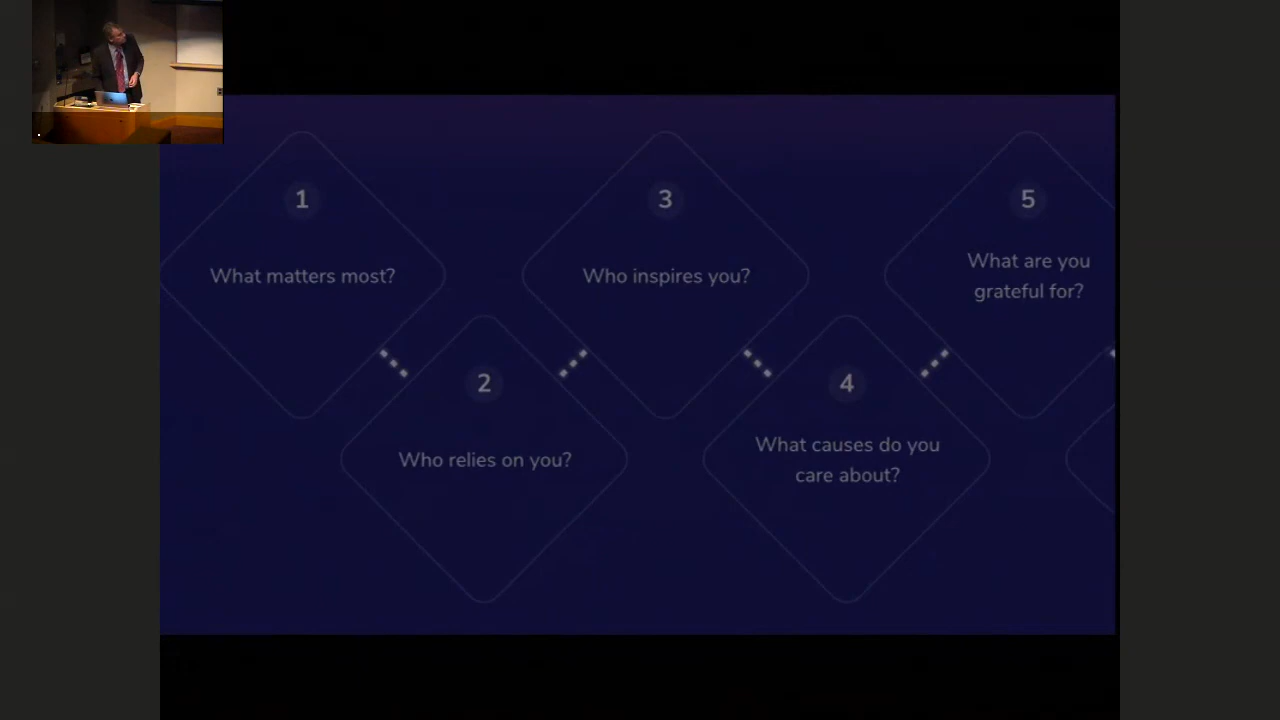 1
What matters most?
2
Who relies on you?
3
Who inspires you?
4
What causes do you
care about?
5
What are you
grateful for?